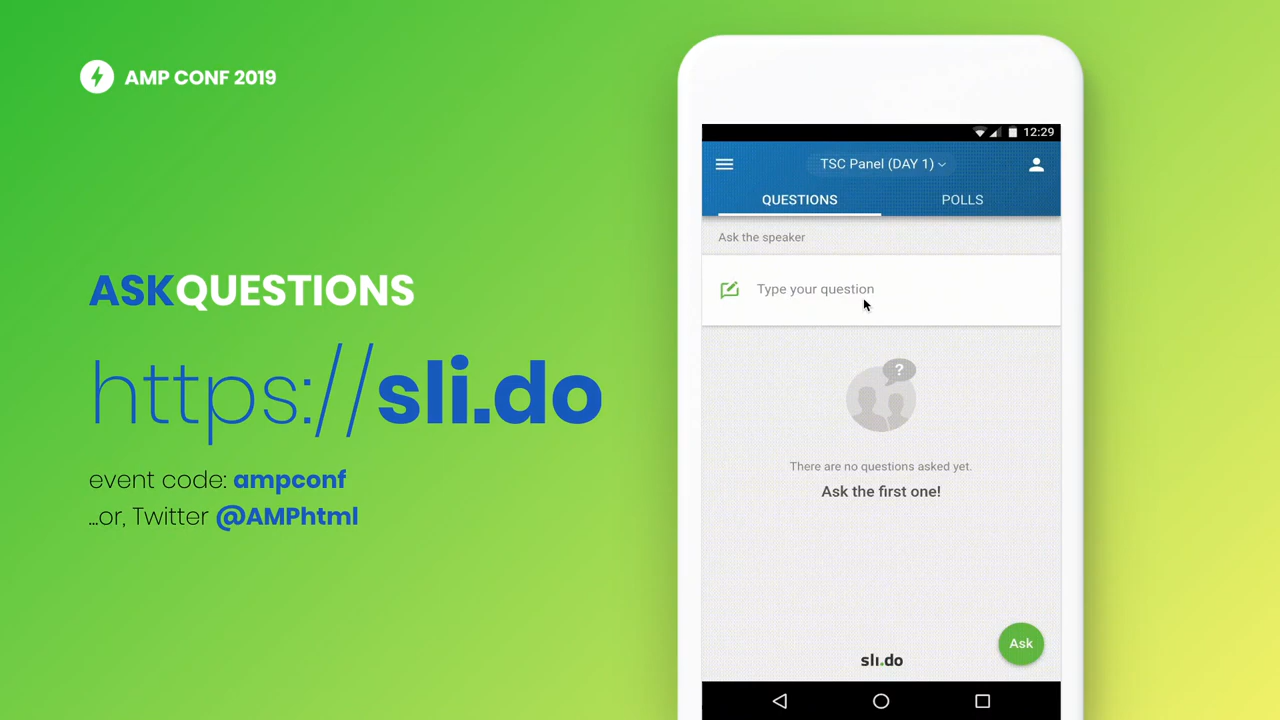 AMP CONF 2019
ASKQUESTIONS
https://sli.do
event code: ampconf
...or, Twitter @AMPhtml
12:29
TSC Panel (DAY 1)
QUESTIONS POLLS
Ask the speaker
Type your question
?
There are no questions asked yet.
Ask the first one!
Ask
sli.do